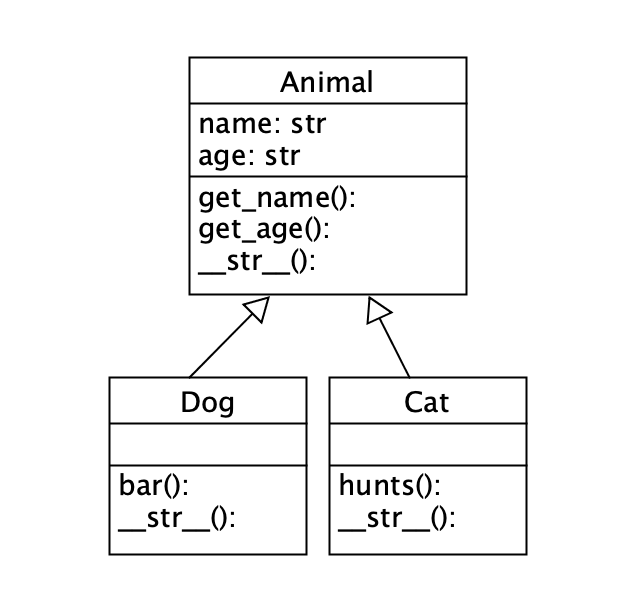 Animal
name: str
age: str
get_name():
get_age():
__str__():
Dog
bar():
__str__():
Cat
hunts():
__str__():